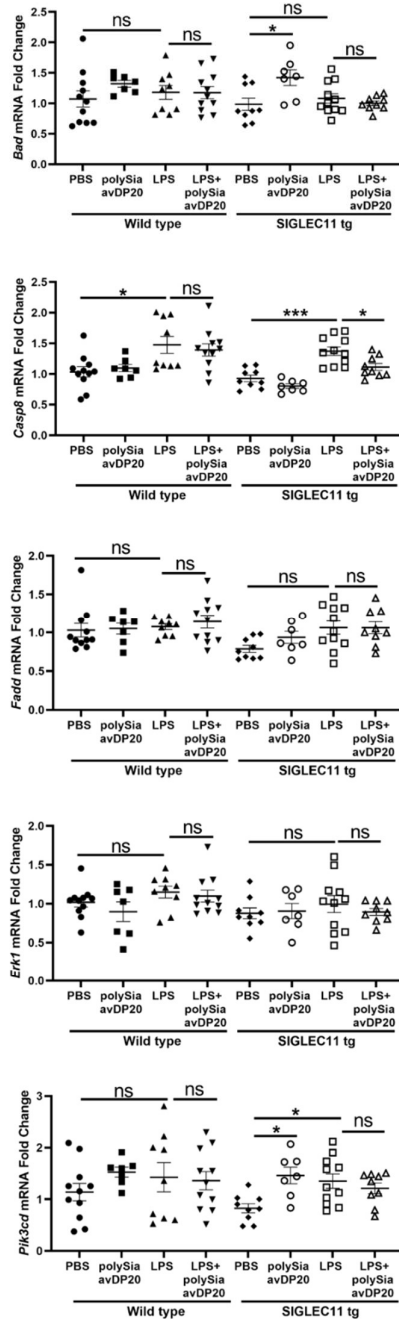 Bad mRNA Fold Change
2.5
2.0
1.5
1.0
0.5
0.0
ns
ns
ns
*
ns
PBS
polySia
avDP20
LPS
LPS+
polySia
avDP20
PBS
polySia
avDP20
LPS
LPS+
polySia
avDP20
Wild type
SIGLEC11 tg
Casp8 mRNA Fold Change
2.5
2.0
1.5
1.0
0.5
0.0
*
ns
***
*
PBS
polySia
avDP20
LPS
LPS+
polySia
avDP20
PBS
polySia
avDP20
LPS
LPS+
polySia
avDP20
Wild type
SIGLEC11 tg
Fadd mRNA Fold Change
2.0
1.5
1.0
0.5
0.0
ns
ns
ns
ns
PBS
polySia
avDP20
LPS
LPS+
polySia
avDP20
PBS
polySia
avDP20
LPS
LPS+
polySia
avDP20
Wild type
SIGLEC11 tg
Erk1 mRNA Fold Change
2.0
1.5
1.0
0.5
0.0
ns
ns
ns
ns
PBS
polySia
avDP20
LPS
LPS+
polySia
avDP20
PBS
polySia
avDP20
LPS
LPS+
polySia
avDP20
Wild type
SIGLEC11 tg
Pik3cd mRNA Fold Change
3
2
1
0
ns
ns
*
*
ns
PBS
polySia
avDP20
LPS
LPS+
polySia
avDP20
PBS
polySia
avDP20
LPS
LPS+
polySia
avDP20
Wild type
SIGLEC11 tg